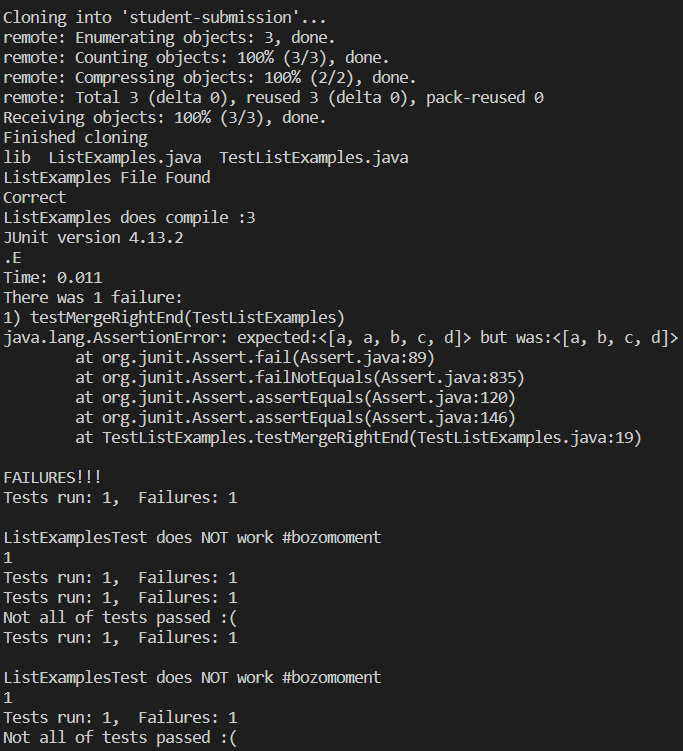 Cloning into 'student-submission'...
remote: Enumerating objects: 3, done.
remote: Counting objects: 100% (3/3), done.
remote: Compressing objects: 100% (2/2), done.
remote: Total 3 (delta 0), reused 3 (delta 0), pack-reused 0
Receiving objects: 100% (3/3), done.
Finished cloning
lib  ListExamples.java  TestListExamples.java
ListExamples File Found
Correct
ListExamples does compile :3
JUnit version 4.13.2
.E
Time: 0.011
There was 1 failure:
1) testMergeRightEnd(TestListExamples)
java.lang.AssertionError: expected:<[a, a, b, c, d]> but was:<[a, b, c, d]>
        at org.junit.Assert.fail(Assert.java:89)
        at org.junit.Assert.failNotEquals(Assert.java:835)
        at org.junit.Assert.assertEquals(Assert.java:120)
        at org.junit.Assert.assertEquals(Assert.java:146)
        at TestListExamples.testMergeRightEnd(TestListExamples.java:19)

FAILURES!!!
Tests run: 1,  Failures: 1

ListExamplesTest does NOT work #bozomoment
1
Tests run: 1,  Failures: 1
Tests run: 1,  Failures: 1
Not all of tests passed :(
Tests run: 1,  Failures: 1

ListExamplesTest does NOT work #bozomoment
1
Tests run: 1,  Failures: 1
Not all of tests passed :(